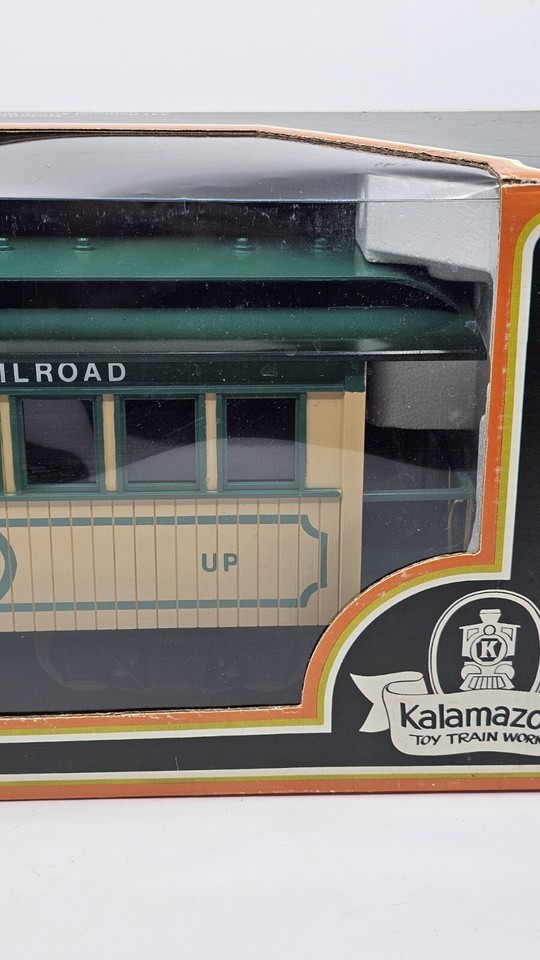 ILROAD
UP
K
Kalamazo
TOY TRAIN WORK